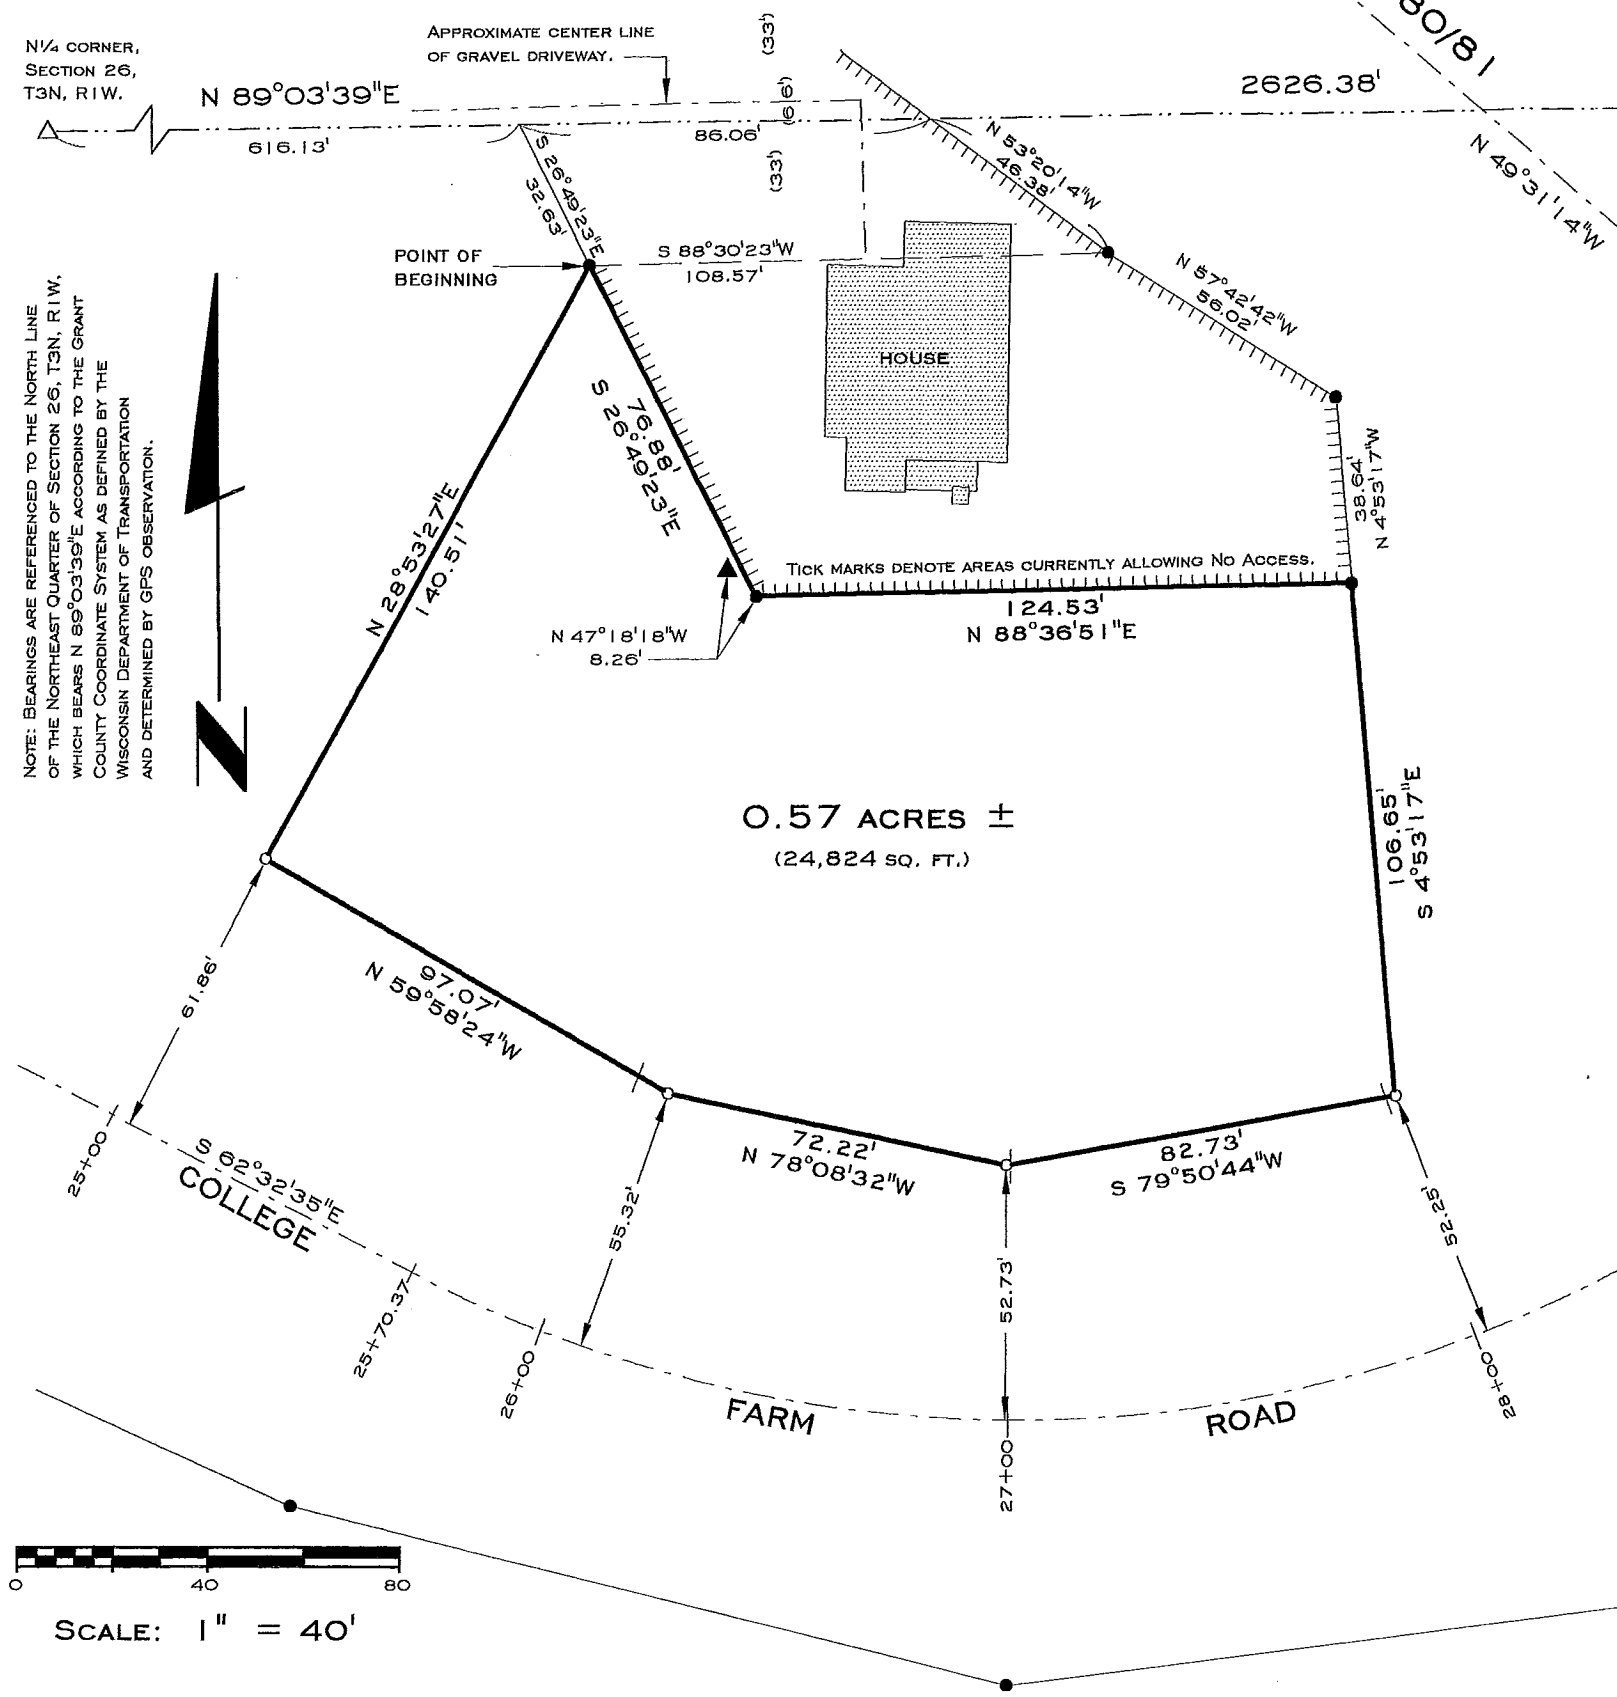 N1/4 CORNER,
SECTION 26,
T3N, R1W.
APPROXIMATE CENTER LINE
OF GRAVEL DRIVEWAY.
(33')
80/81
N 89°03'39"E
2626.38'
(6.6')
616.13'
86.06'
(33')
S 26°49'23"E
32.63'
N 53°20'14"W
46.38'
N 49°31'14"W
POINT OF
BEGINNING
S 88°30'23"W
108.57'
N 57°42'42"W
56.02'
NOTE: BEARINGS ARE REFERENCED TO THE NORTH LINE
OF THE NORTHEAST QUARTER OF SECTION 26, T3N, R1W,
WHICH BEARS N 89°03'39"E ACCORDING TO THE GRANT
COUNTY COORDINATE SYSTEM AS DEFINED BY THE
WISCONSIN DEPARTMENT OF TRANSPORTATION
AND DETERMINED BY GPS OBSERVATION.
N
HOUSE
76.88'
S 26°49'23"E
38.64'
N 4°53'17"W
N 28°53'27"E
140.51'
TICK MARKS DENOTE AREAS CURRENTLY ALLOWING NO ACCESS.
124.53'
N 88°36'51"E
N 47°18'18"W
8.26'
0.57 ACRES ±
(24,824 SQ. FT.)
106.65'
S 4°53'17"E
61.86'
97.07'
N 59°58'24"W
72.22'
N 78°08'32"W
82.73'
S 79°50'44"W
25+00
S 62°32'35"E
COLLEGE
55.32'
52.73'
52.25'
25+70.37
26+00
FARM
27+00
ROAD
28+00
0 40 80
SCALE: 1" = 40'